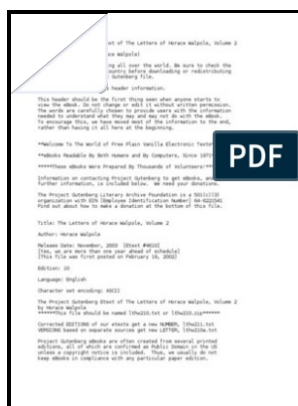 ext of The Letters of Horace Walpole, Volume 2
ce Walpole)
ing all over the world. Be sure to check the
country before downloading or redistributing
Gutenberg file.
header information.
This header should be the first thing seen when anyone starts to
view the eBook. Do not change or edit it without written permission.
The words are carefully chosen to provide users with the information
needed to understand what they may and may not do with the eBook.
To encourage this, we have moved most of the information to the end,
rather than having it all here at the beginning.
**Welcome To The World of Free Plain Vanilla Electronic Texts
**eBooks Readable By Both Humans and By Computers, Since 1971
*****These eBooks Were Prepared By Thousands of Volunteers
PDF
Information on contacting Project Gutenberg to get eBooks, and
further information, is included below. We need your donations.
The Project Gutenberg Literary Archive Foundation is a 501(c)(3)
organization with EIN [Employee Identification Number] 64-6221541
Find out about how to make a donation at the bottom of this file.
Title: The Letters of Horace Walpole, Volume 2
Author: Horace Walpole
Release Date: November, 2003 [Etext #4610]
[Yes, we are more than one year ahead of schedule]
[This file was first posted on February 18, 2002]
Edition: 10
Language: English
Character set encoding: ASCII
The Project Gutenberg Etext of The Letters of Horace Walpole, Volume 2
by Horace Walpole
******This file should be named lthw210.txt or lthw210.zip******
Corrected EDITIONS of our etexts get a new NUMBER, lthw211.txt
VERSIONS based on separate sources get new LETTER, lthw210a.txt
Project Gutenberg eBooks are often created from several printed
editions, all of which are confirmed as Public Domain in the US
unless a copyright notice is included. Thus, we usually do not
keep eBooks in compliance with any particular paper edition.